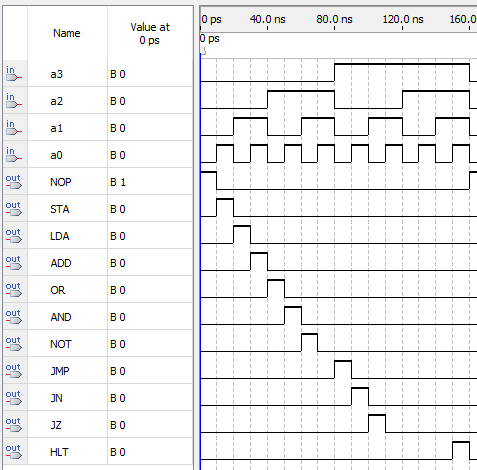 Name Value at 0 ps 0 ps 40.0 ns 80.0 ns 120.0 ns 160.0
0 ps
in a3 B 0
in a2 B 0
in a1 B 0
in a0 B 0
out NOP B 1
out STA B 0
out LDA B 0
out ADD B 0
out OR B 0
out AND B 0
out NOT B 0
out JMP B 0
out JN B 0
out JZ B 0
out HLT B 0